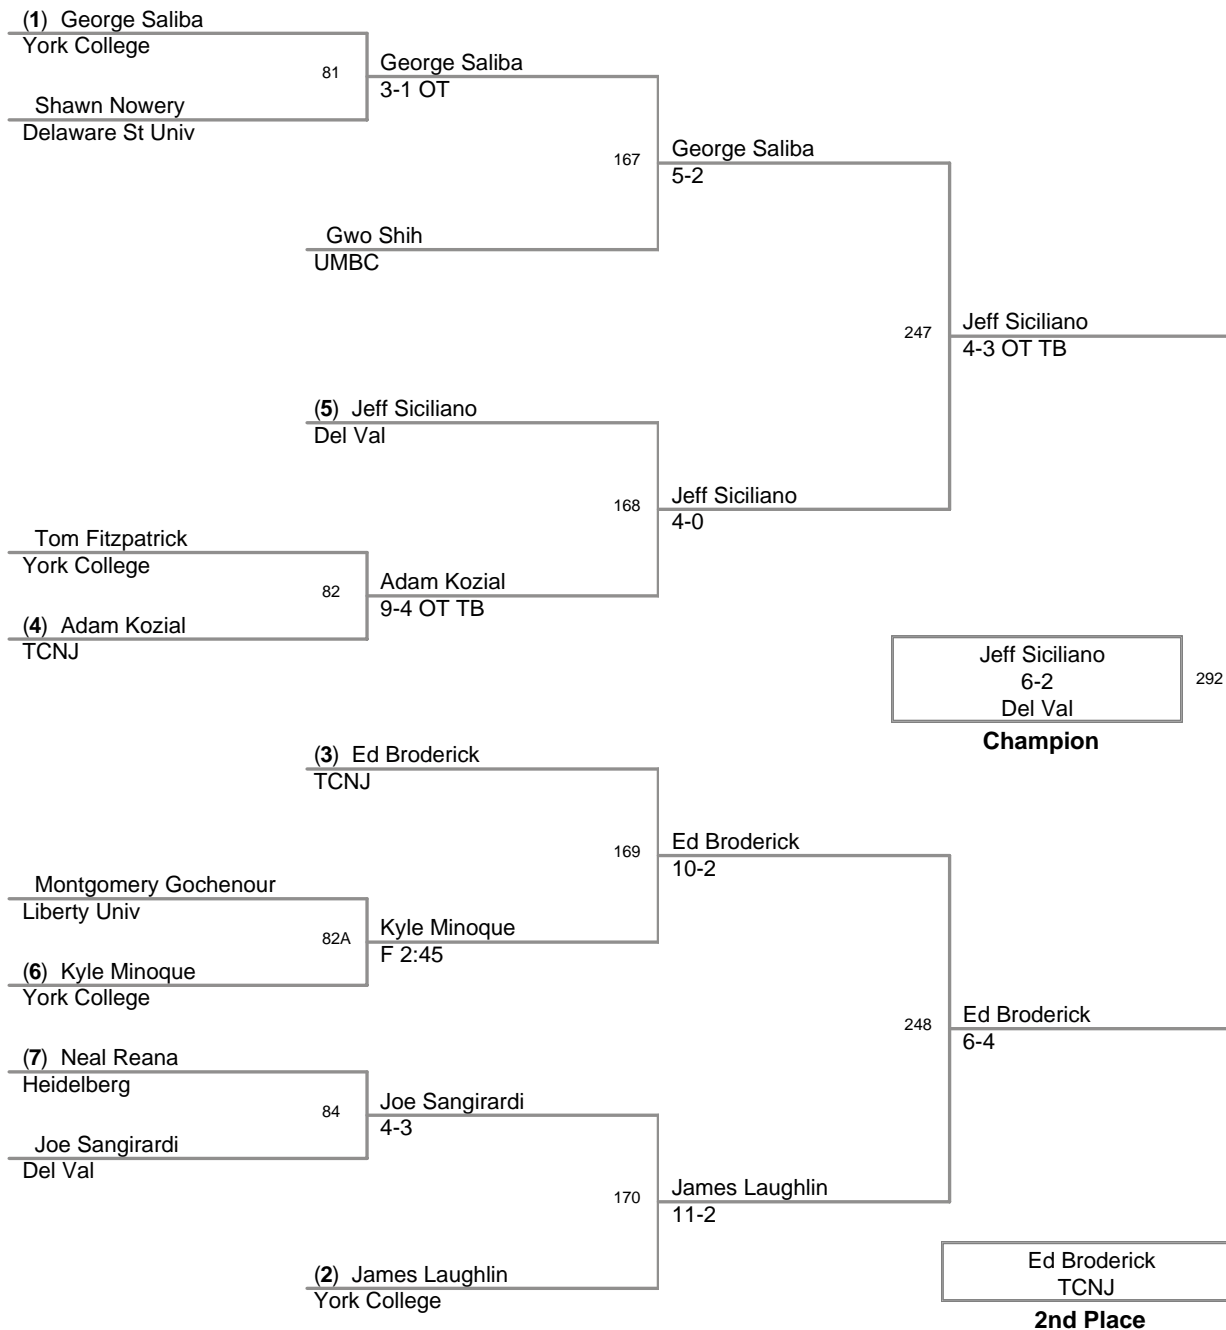 (1) George Saliba
York College
81
George Saliba
3-1 OT
Shawn Nowery
Delaware St Univ
167
George Saliba
5-2
Gwo Shih
UMBC
247
Jeff Siciliano
4-3 OT TB
(5) Jeff Siciliano
Del Val
168
Jeff Siciliano
4-0
Tom Fitzpatrick
York College
82
Adam Kozial
9-4 OT TB
(4) Adam Kozial
TCNJ
Jeff Siciliano
6-2
Del Val
292
Champion
(3) Ed Broderick
TCNJ
169
Ed Broderick
10-2
Montgomery Gochenour
Liberty Univ
82A
Kyle Minoque
F 2:45
(6) Kyle Minoque
York College
248
Ed Broderick
6-4
(7) Neal Reana
Heidelberg
84
Joe Sangirardi
4-3
Joe Sangirardi
Del Val
170
James Laughlin
11-2
(2) James Laughlin
York College
Ed Broderick
TCNJ
2nd Place